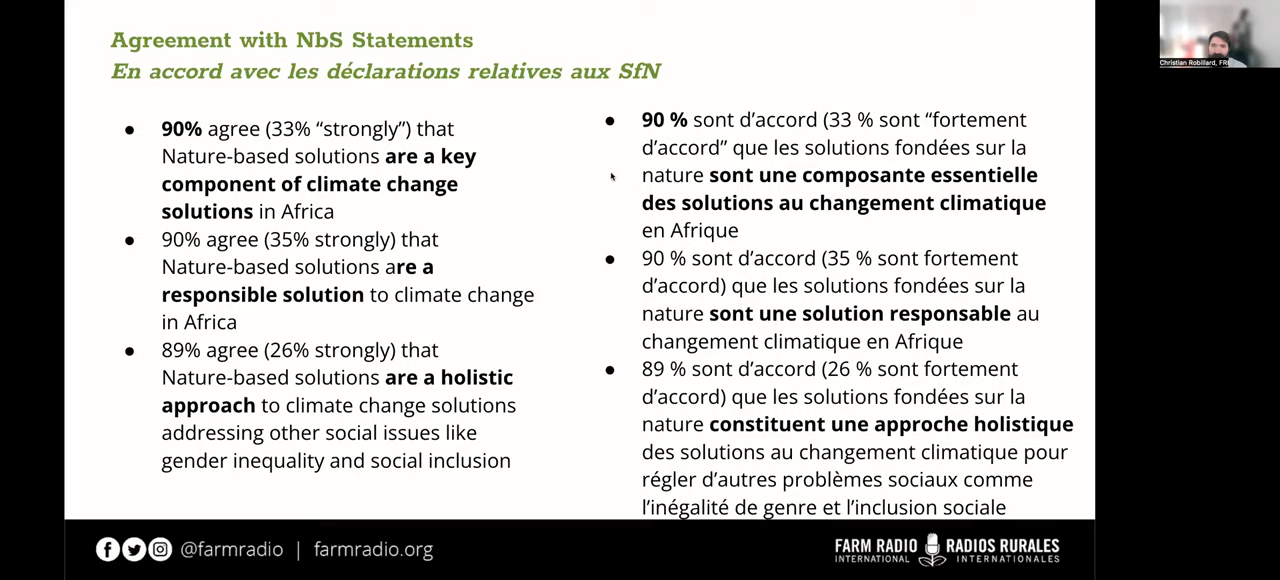 Agreement with NbS Statements
En accord avec les déclarations relatives aux SfN
● 90% agree (33% “strongly”) that
Nature-based solutions are a key
component of climate change
solutions in Africa
● 90% agree (35% strongly) that
Nature-based solutions are a
responsible solution to climate change
in Africa
● 89% agree (26% strongly) that
Nature-based solutions are a holistic
approach to climate change solutions
addressing other social issues like
gender inequality and social inclusion
● 90 % sont d’accord (33 % sont “fortement
d’accord” que les solutions fondées sur la
nature sont une composante essentielle
des solutions au changement climatique
en Afrique
● 90 % sont d’accord (35 % sont fortement
d’accord) que les solutions fondées sur la
nature sont une solution responsable au
changement climatique en Afrique
● 89 % sont d’accord (26 % sont fortement
d’accord) que les solutions fondées sur la
nature constituent une approche holistique
des solutions au changement climatique pour
régler d’autres problèmes sociaux comme
l’inégalité de genre et l’inclusion sociale
@farmradio | farmradio.org
FARM RADIO INTERNATIONAL
RADIOS RURALES INTERNATIONALES
Christian Robillard, FRI